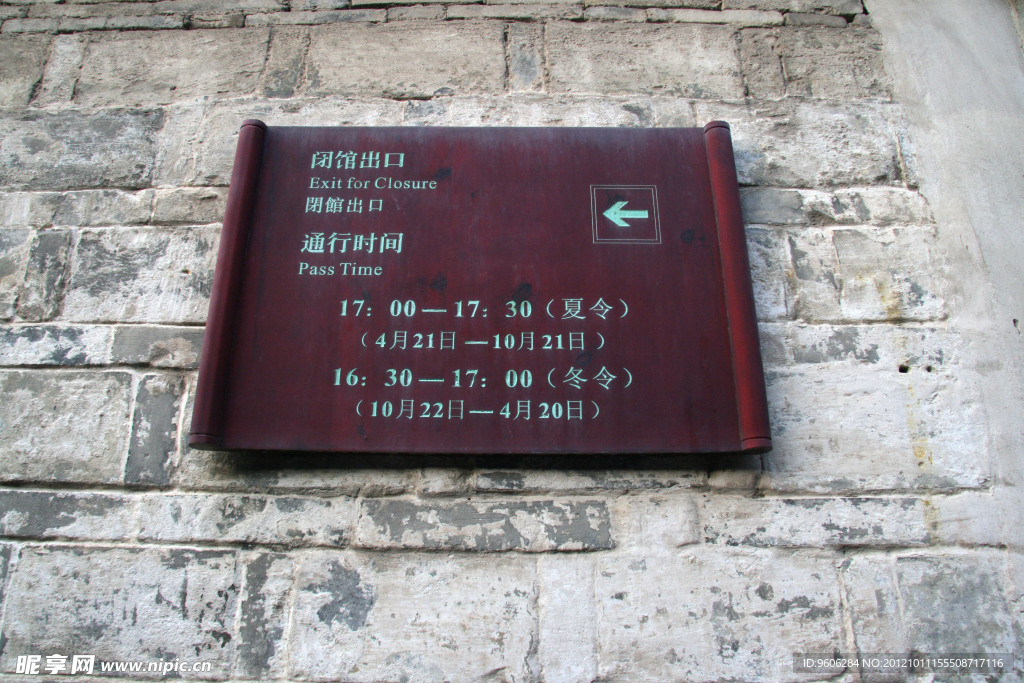 闭馆出口
Exit for Closure
閉館出口
通行时间
Pass Time
17：00—17：30（夏令）
（4月21日—10月21日）
16：30—17：00（冬令）
（10月22日—4月20日）
昵享网 www.nipic.cn
ID:9606284 NO:20121011155508717116